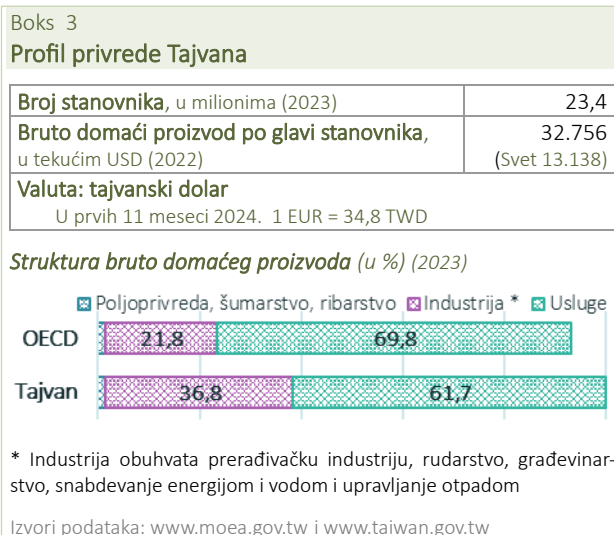 Boks 3
Profil privrede Tajvana
Broj stanovnika, u milionima (2023) 23,4
Bruto domaći proizvod po glavi stanovnika, 32.756
u tekućim USD (2022) (Svet 13.138)
Valuta: tajvanski dolar
U prvih 11 meseci 2024. 1 EUR = 34,8 TWD
Struktura bruto domaćeg proizvoda (u %) (2023)
Poljoprivreda, šumarstvo, ribarstvo Industrija * Usluge
OECD 21,8 69,8
Tajvan 36,8 61,7
* Industrija obuhvata prerađivačku industriju, rudarstvo, građevinar-
stvo, snabdevanje energijom i vodom i upravljanje otpadom
Izvori podataka: www.moea.gov.tw i www.taiwan.gov.tw